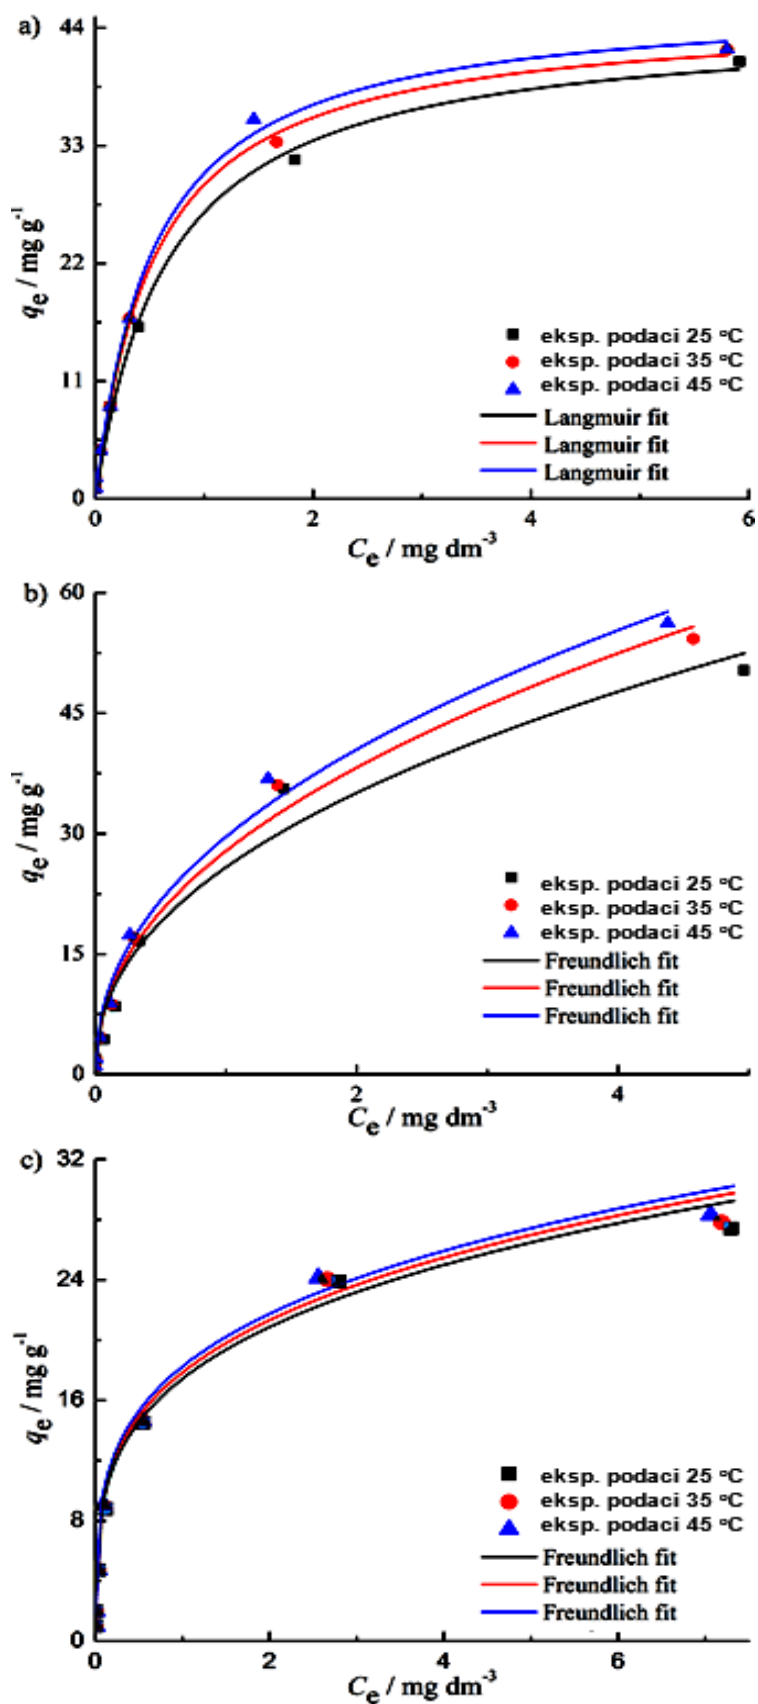 a)
44
33
22
11
0
qe / mg g-1
eksp. podaci 25 °C
eksp. podaci 35 °C
eksp. podaci 45 °C
Langmuir fit
Langmuir fit
Langmuir fit
0 2 4 6
Ce / mg dm-3
b)
60
45
30
15
0
qe / mg g-1
eksp. podaci 25 °C
eksp. podaci 35 °C
eksp. podaci 45 °C
Freundlich fit
Freundlich fit
Freundlich fit
0 2 4
Ce / mg dm-3
c)
32
24
16
8
0
qe / mg g-1
eksp. podaci 25 °C
eksp. podaci 35 °C
eksp. podaci 45 °C
Freundlich fit
Freundlich fit
Freundlich fit
0 2 4 6
Ce / mg dm-3